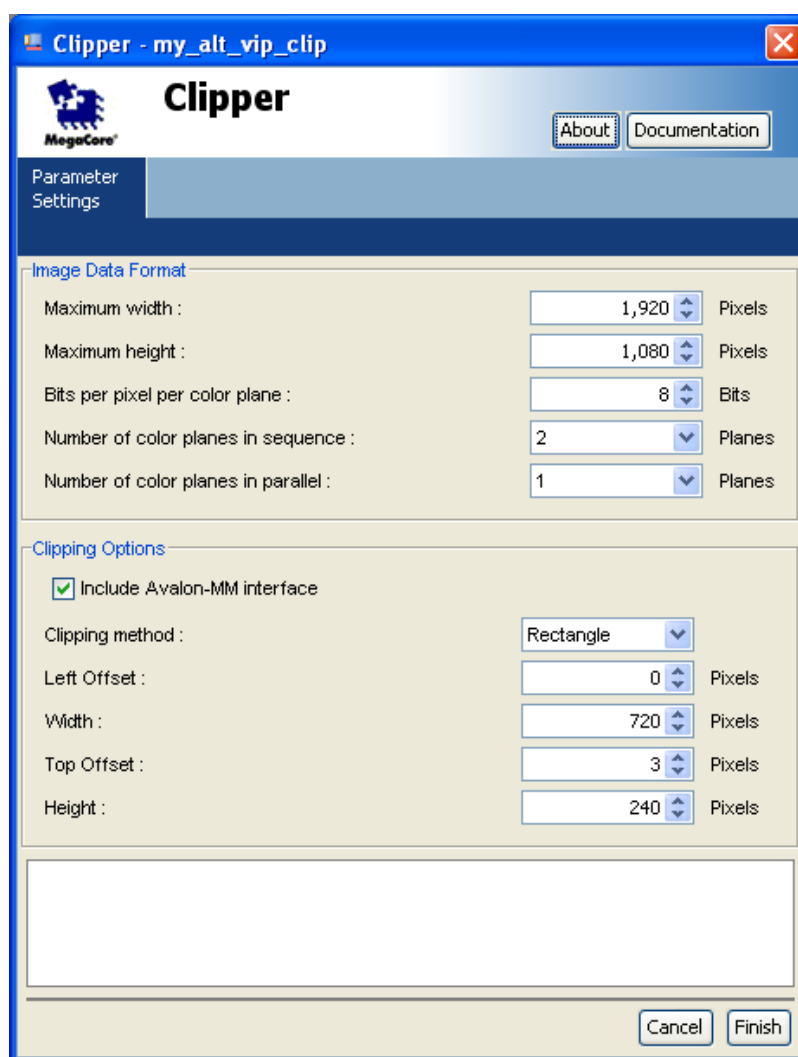 Clipper - my_alt_vip_clip
MegaCore®
Clipper
About Documentation
Parameter
Settings
Image Data Format
Maximum width : 1,920 Pixels
Maximum height : 1,080 Pixels
Bits per pixel per color plane : 8 Bits
Number of color planes in sequence : 2 Planes
Number of color planes in parallel : 1 Planes
Clipping Options
Include Avalon-MM interface
Clipping method : Rectangle
Left Offset : 0 Pixels
Width : 720 Pixels
Top Offset : 3 Pixels
Height : 240 Pixels
Cancel Finish